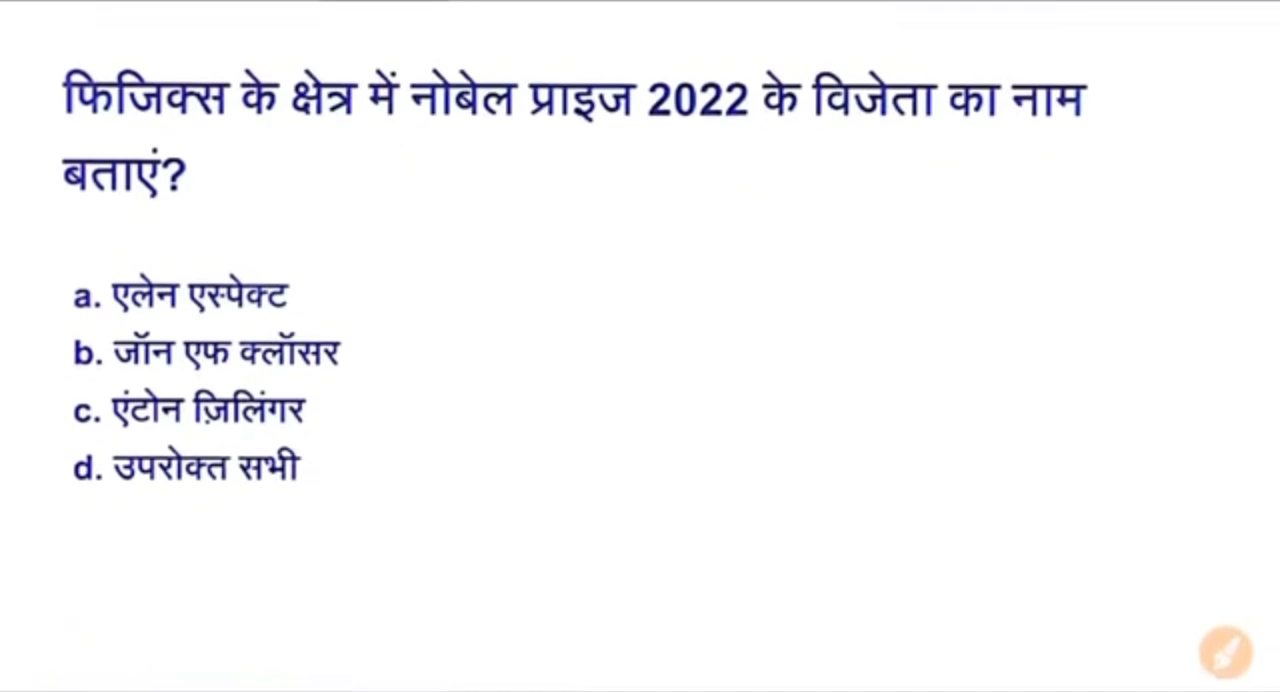 फिजिक्स के क्षेत्र में नोबेल प्राइज 2022 के विजेता का नाम
बताएं?
a. एलेन एस्पेक्ट
b. जॉन एफ क्लॉसर
c. एंटोन ज़िलिंगर
d. उपरोक्त सभी